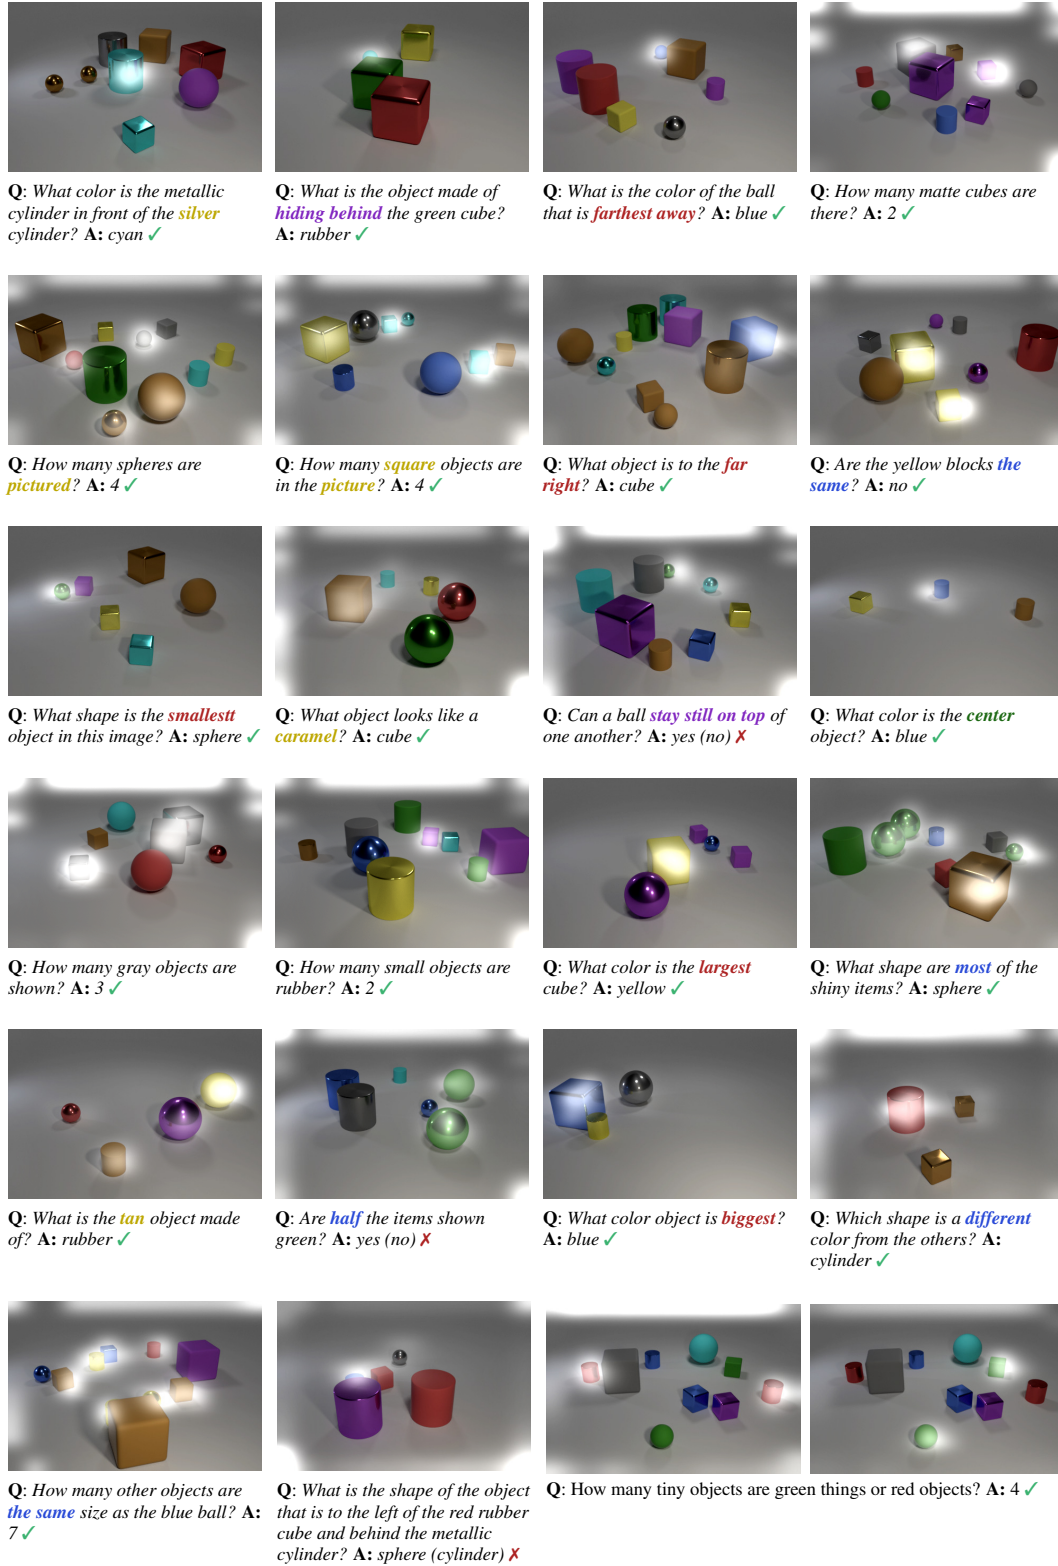 Q: What color is the metallic
cylinder in front of the silver
cylinder? A: cyan ✓
Q: What is the object made of
hiding behind the green cube?
A: rubber ✓
Q: What is the color of the ball
that is farthest away? A: blue ✓
Q: How many matte cubes are
there? A: 2 ✓
Q: How many spheres are
pictured? A: 4 ✓
Q: How many square objects are
in the picture? A: 4 ✓
Q: What object is to the far
right? A: cube ✓
Q: Are the yellow blocks the
same? A: no ✓
Q: What shape is the smallestt
object in this image? A: sphere ✓
Q: What object looks like a
caramel? A: cube ✓
Q: Can a ball stay still on top of
one another? A: yes (no) ✗
Q: What color is the center
object? A: blue ✓
Q: How many gray objects are
shown? A: 3 ✓
Q: How many small objects are
rubber? A: 2 ✓
Q: What color is the largest
cube? A: yellow ✓
Q: What shape are most of the
shiny items? A: sphere ✓
Q: What is the tan object made
of? A: rubber ✓
Q: Are half the items shown
green? A: yes (no) ✗
Q: What color object is biggest?
A: blue ✓
Q: Which shape is a different
color from the others? A:
cylinder ✓
Q: How many other objects are
the same size as the blue ball? A:
7 ✓
Q: What is the shape of the object
that is to the left of the red rubber
cube and behind the metallic
cylinder? A: sphere (cylinder) ✗
Q: How many tiny objects are green things or red objects? A: 4 ✓